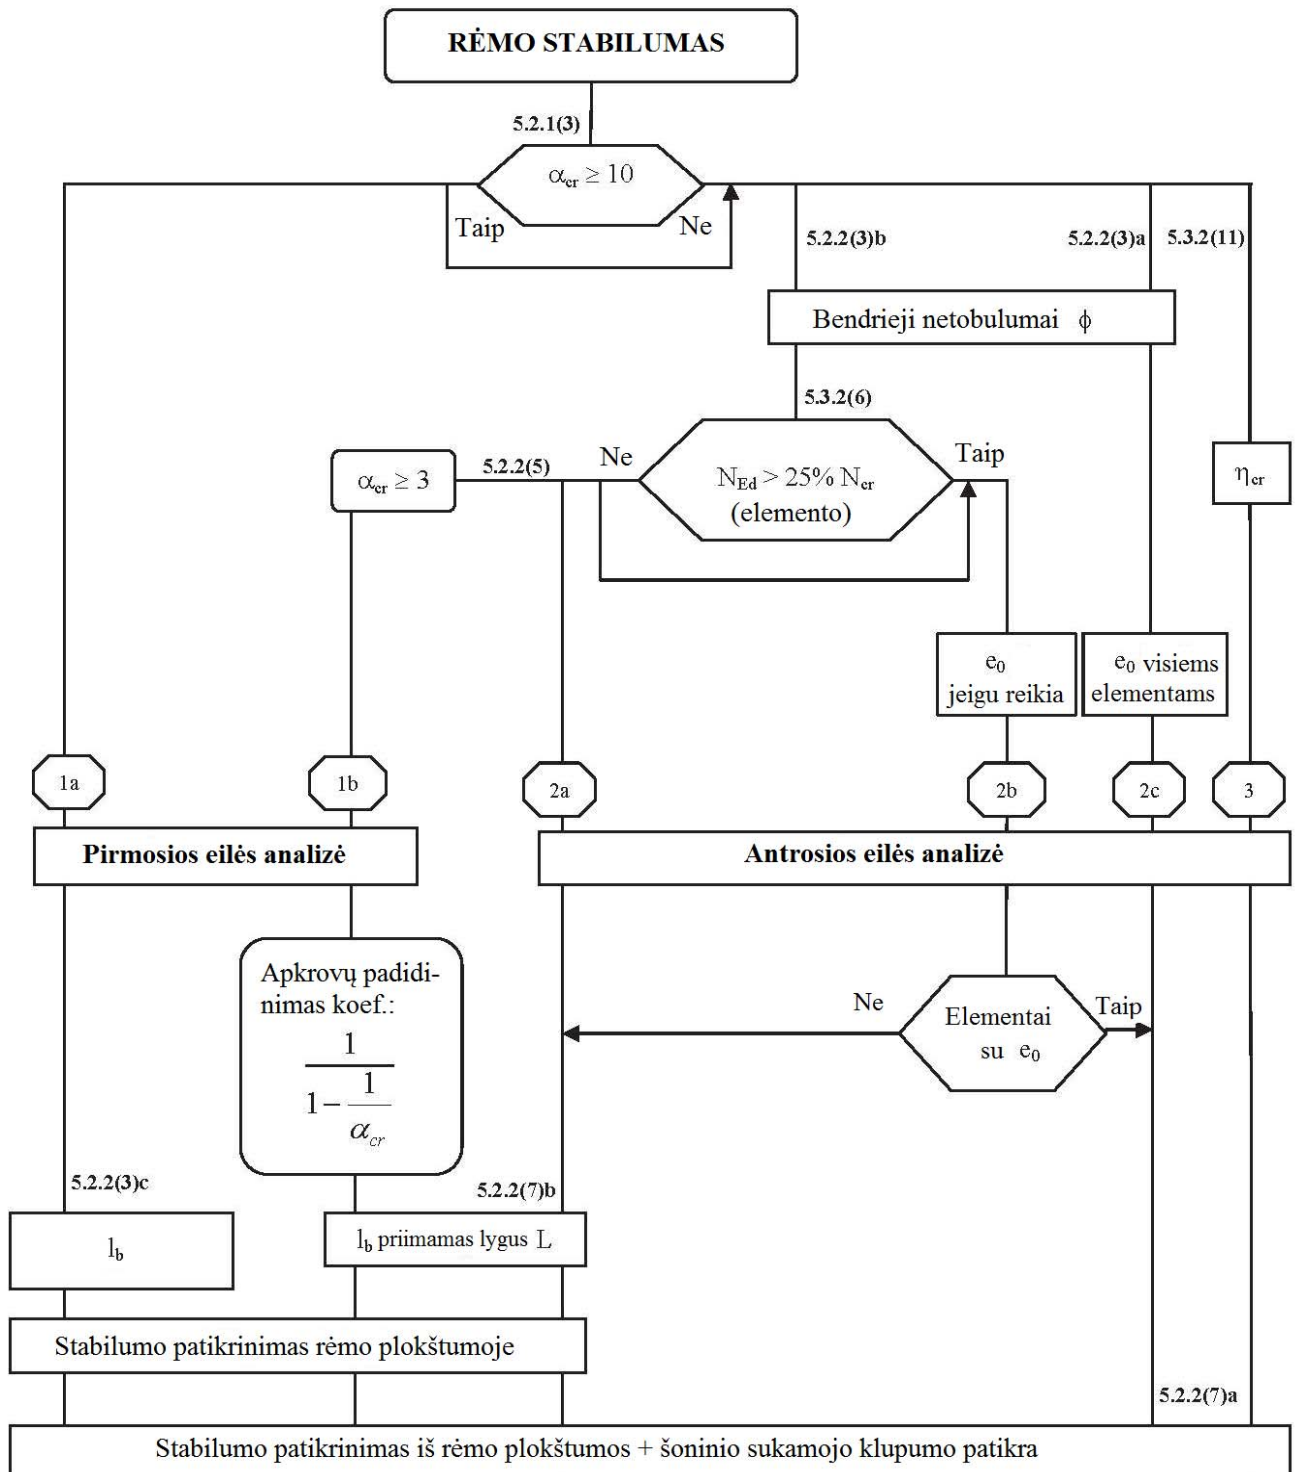 RĖMO STABILUMAS
5.2.1(3)
α_cr ≥ 10
Taip
Ne
5.2.2(3)b
5.2.2(3)a
5.3.2(11)
Bendrieji netobulumai ϕ
5.3.2(6)
α_cr ≥ 3
5.2.2(5)
Ne
N_Ed > 25% N_cr
(elemento)
Taip
η_cr
e_0
jeigu reikia
e_0 visiems
elementams
1a
1b
2a
2b
2c
3
Pirmosios eilės analizė
Antrosios eilės analizė
Apkrovų padidi-
nimas koef.:
1
1 − 1
α_cr
Ne
Elementai
su e_0
Taip
5.2.2(3)c
5.2.2(7)b
l_b
l_b priimamas lygus L
Stabilumo patikrinimas rėmo plokštumoje
5.2.2(7)a
Stabilumo patikrinimas iš rėmo plokštumos + šoninio sukamojo klupumo patikra